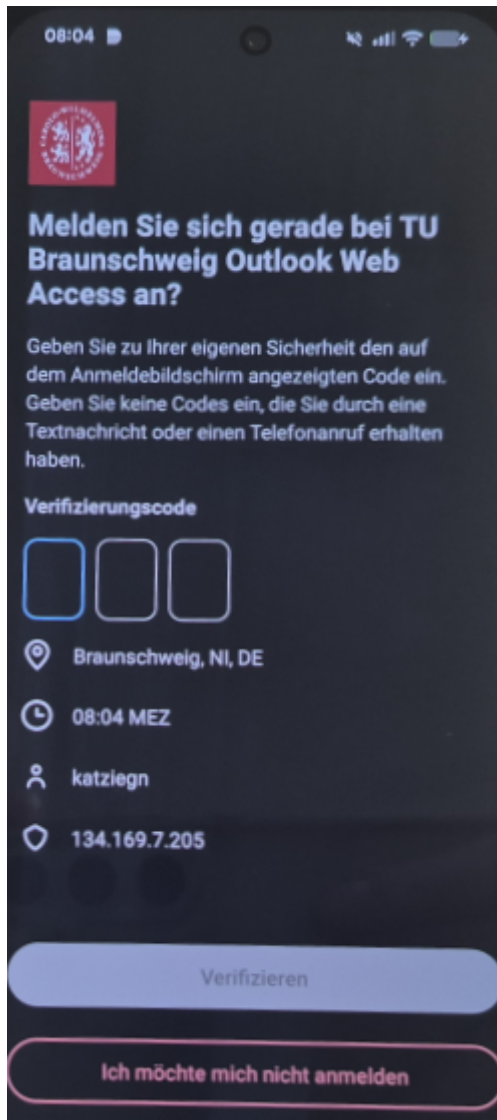 08:04
Melden Sie sich gerade bei TU
Braunschweig Outlook Web
Access an?
Geben Sie zu Ihrer eigenen Sicherheit den auf
dem Anmeldebildschirm angezeigten Code ein.
Geben Sie keine Codes ein, die Sie durch eine
Textnachricht oder einen Telefonanruf erhalten
haben.
Verifizierungscode
Braunschweig, NI, DE
08:04 MEZ
katziegn
134.169.7.205
Verifizieren
Ich möchte mich nicht anmelden